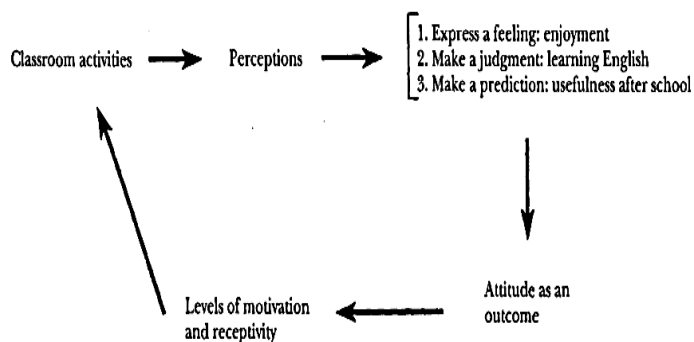 Classroom activities
Perceptions
1. Express a feeling: enjoyment
2. Make a judgment: learning English
3. Make a prediction: usefulness after school
Attitude as an
outcome
Levels of motivation
and receptivity